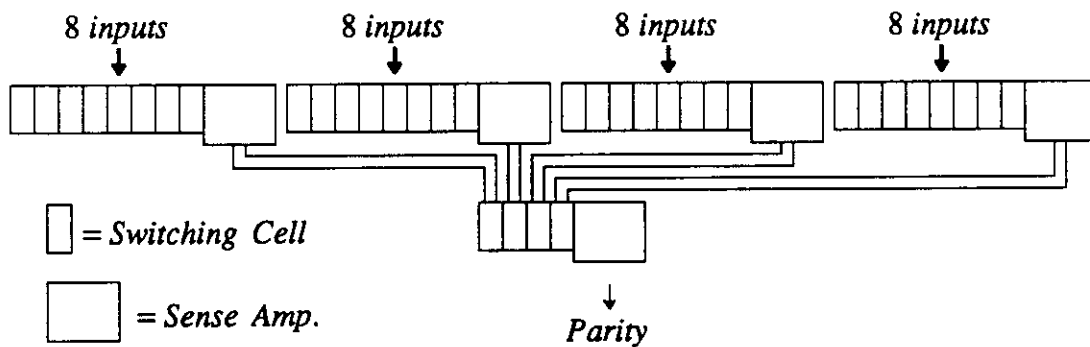 8 inputs
8 inputs
8 inputs
8 inputs
= Switching Cell
= Sense Amp.
Parity